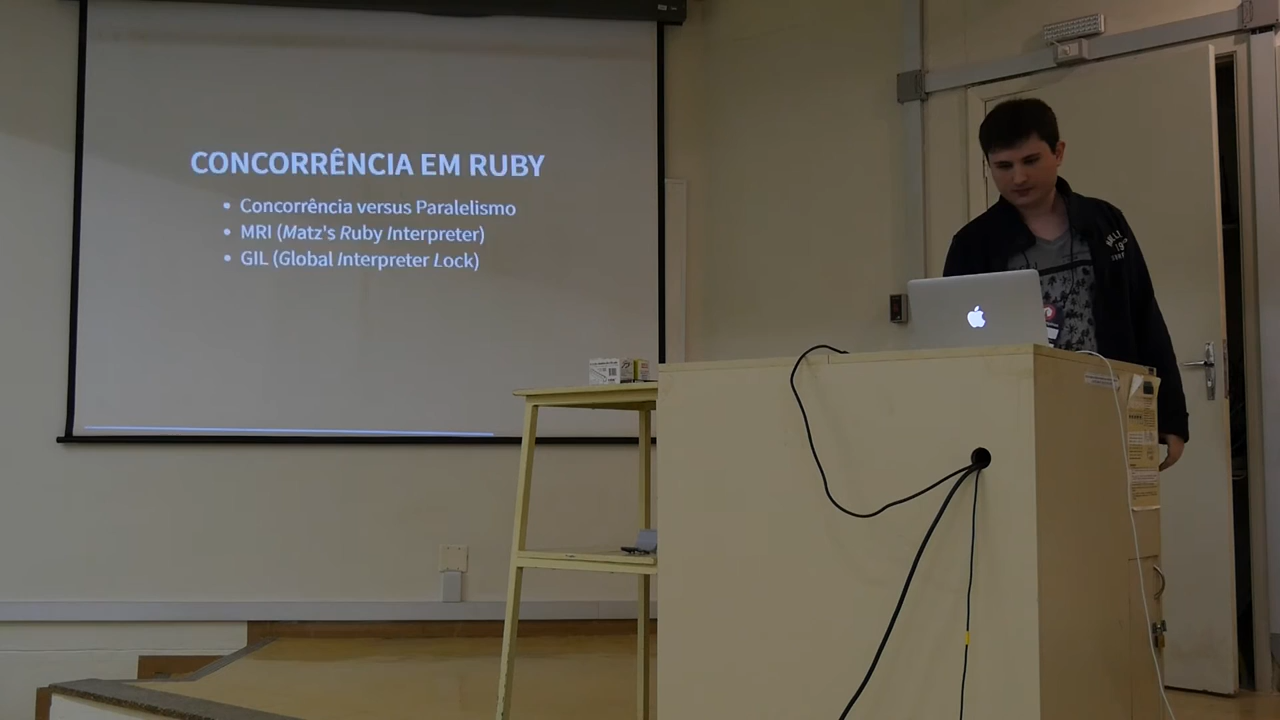 CONCORRÊNCIA EM RUBY
• Concorrência versus Paralelismo
• MRI (Matz's Ruby Interpreter)
• GIL (Global Interpreter Lock)